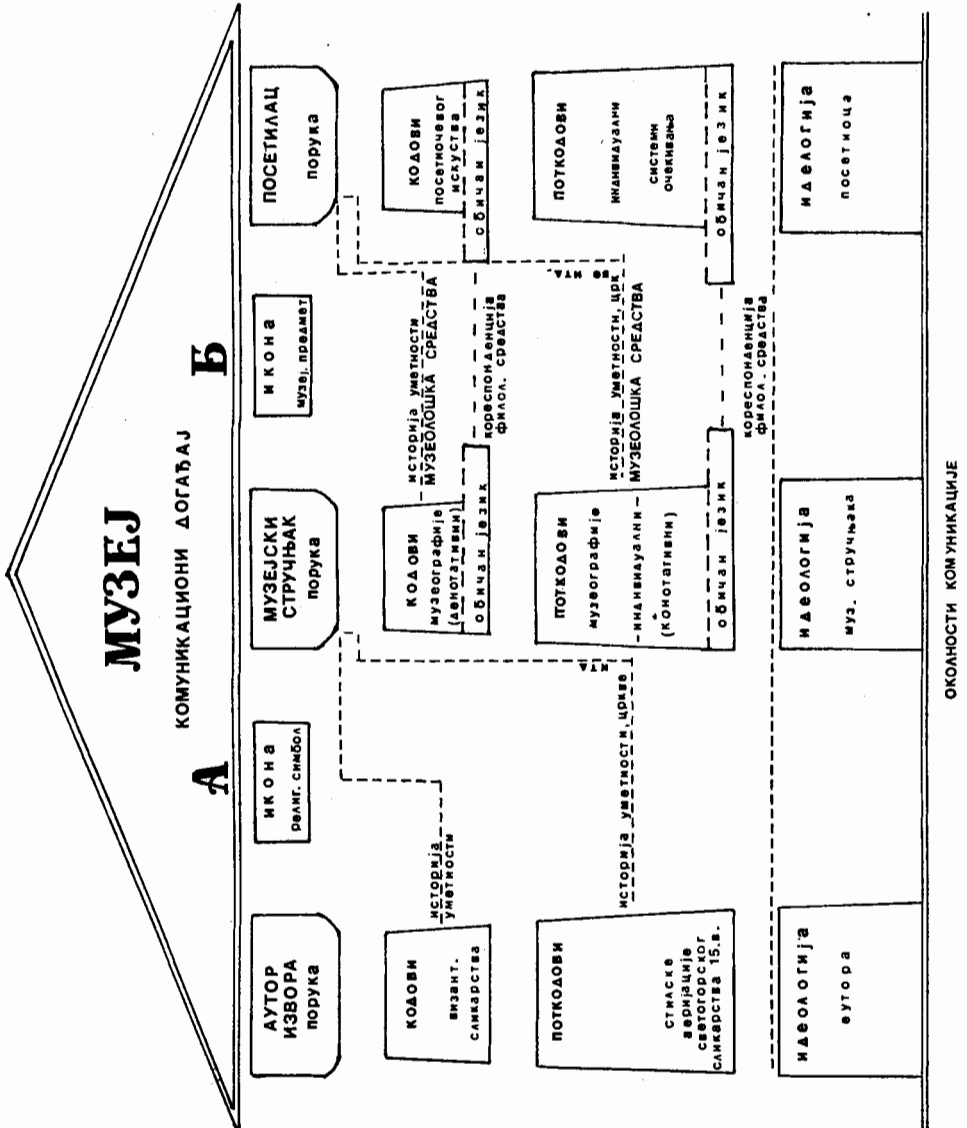 МУЗЕЈ
КОМУНИКАЦИОНИ ДОГАЂАЈ
А
Б
АУТОР
ИЗВОРА
порука
ИКОНА
религ. симбол
МУЗЕЈСКИ
СТРУЧЊАК
порука
ИКОНА
музеј. предмет
ПОСЕТИЛАЦ
порука
КОДОВИ
визант.
сликарства
историја
уметности
КОДОВИ
музеографије
(денотативни)
обичан језик
историја уметности
МУЗЕОЛОШКА СРЕДСТВА
кореспонденција
филол. средства
КОДОВИ
посетиочевог
искуства
обичан језик
ПОТКОДОВИ
стилске
варијације
светогорског
сликарства 15.в.
историја уметности, цркве
итд
ПОТКОДОВИ
музеографије
—индивидуални—
(конотативни)
обичан језик
историја уметности, црк
ве итд.
МУЗЕОЛОШКА СРЕДСТВА
кореспонденција
филол. средства
ПОТКОДОВИ
индивидуални
системи
очекивања
обичан језик
идеологија
аутора
идеологија
муз. стручњака
идеологија
посетиоца
ОКОЛНОСТИ КОМУНИКАЦИЈЕ